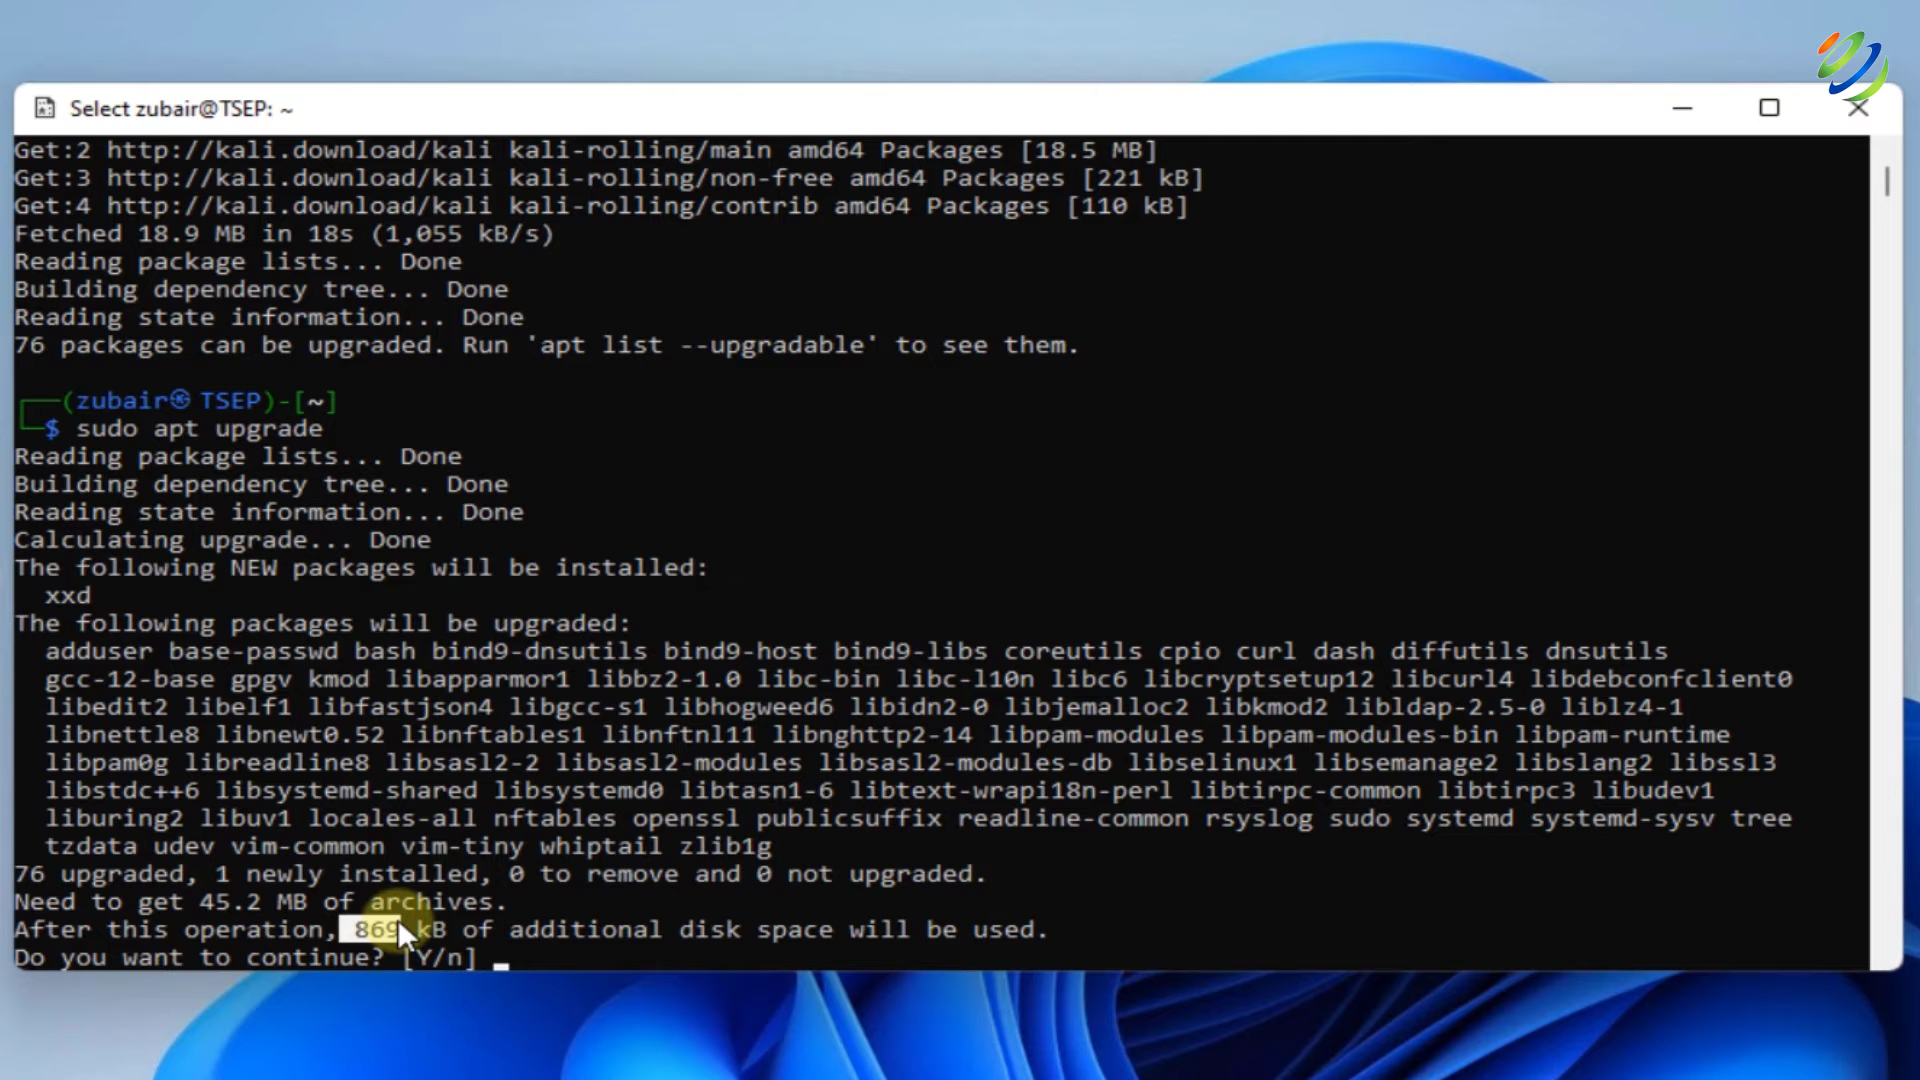 Select zubair@TSEP: ~
Get:2 http://kali.download/kali kali-rolling/main amd64 Packages [18.5 MB]
Get:3 http://kali.download/kali kali-rolling/non-free amd64 Packages [221 kB]
Get:4 http://kali.download/kali kali-rolling/contrib amd64 Packages [110 kB]
Fetched 18.9 MB in 18s (1,055 kB/s)
Reading package lists... Done
Building dependency tree... Done
Reading state information... Done
76 packages can be upgraded. Run 'apt list --upgradable' to see them.
┌──(zubair㉿ TSEP)-[~]
└─$ sudo apt upgrade
Reading package lists... Done
Building dependency tree... Done
Reading state information... Done
Calculating upgrade... Done
The following NEW packages will be installed:
xxd
The following packages will be upgraded:
adduser base-passwd bash bind9-dnsutils bind9-host bind9-libs coreutils cpio curl dash diffutils dnsutils
gcc-12-base gpgv kmod libapparmor1 libbz2-1.0 libc-bin libc-l10n libc6 libcryptsetup12 libcurl4 libdebconfclient0
libedit2 libelf1 libfastjson4 libgcc-s1 libhogweed6 libidn2-0 libjemalloc2 libkmod2 libldap-2.5-0 liblz4-1
libnettle8 libnewt0.52 libnftables1 libnftnl11 libnghttp2-14 libpam-modules libpam-modules-bin libpam-runtime
libpam0g libreadline8 libsasl2-2 libsasl2-modules libsasl2-modules-db libselinux1 libsemanage2 libslang2 libssl3
libstdc++6 libsystemd-shared libsystemd0 libtasn1-6 libtext-wrapi18n-perl libtirpc-common libtirpc3 libudev1
liburing2 libuv1 locales-all nftables openssl publicsuffix readline-common rsyslog sudo systemd systemd-sysv tree
tzdata udev vim-common vim-tiny whiptail zlib1g
76 upgraded, 1 newly installed, 0 to remove and 0 not upgraded.
Need to get 45.2 MB of archives.
After this operation, 869 kB of additional disk space will be used.
Do you want to continue? [Y/n]